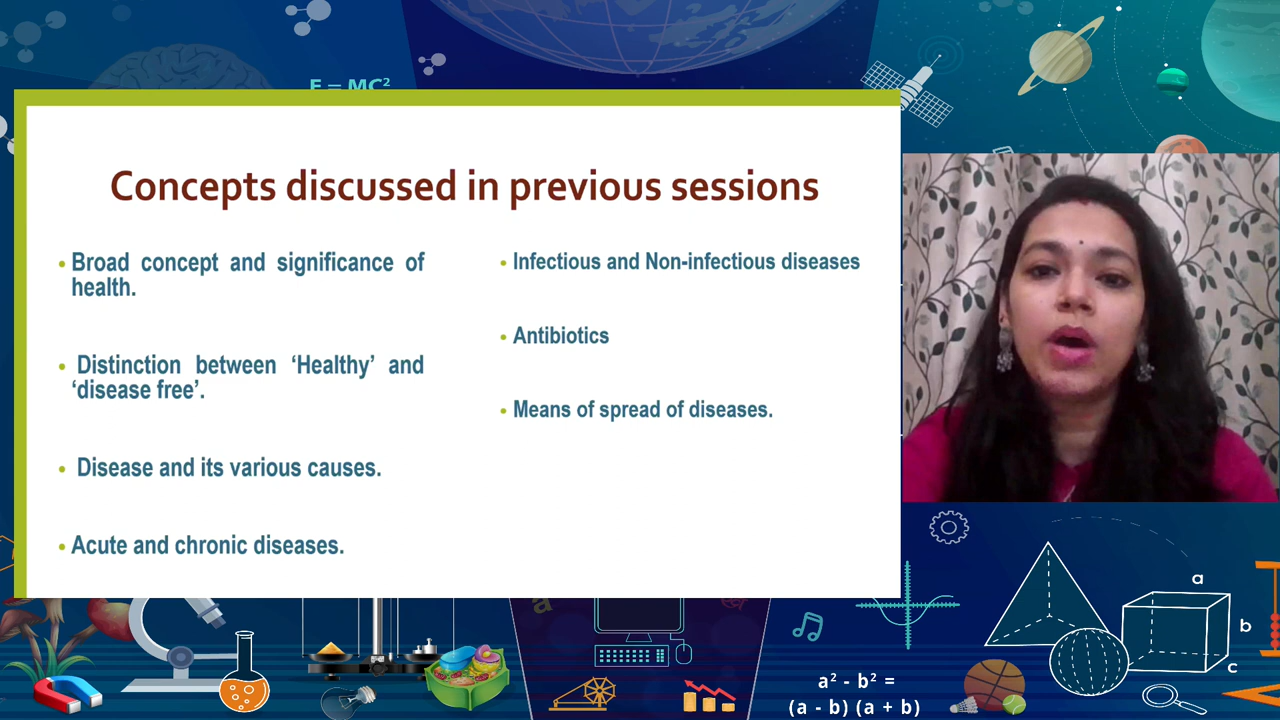 E = MC²
Concepts discussed in previous sessions
• Broad concept and significance of
health.
• Distinction between ‘Healthy’ and
‘disease free’.
• Disease and its various causes.
• Acute and chronic diseases.
• Infectious and Non-infectious diseases
• Antibiotics
• Means of spread of diseases.
a
a
b
c
a² - b² =
(a - b) (a + b)